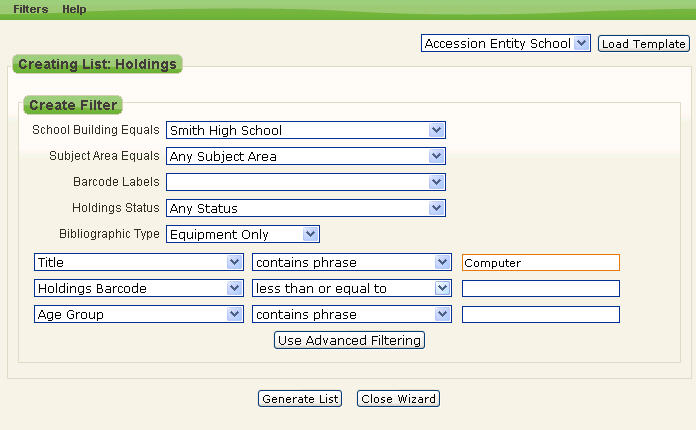 Filters Help
Accession Entity School Load Template
Creating List: Holdings
Create Filter
School Building Equals Smith High School
Subject Area Equals Any Subject Area
Barcode Labels
Holdings Status Any Status
Bibliographic Type Equipment Only
Title contains phrase Computer
Holdings Barcode less than or equal to
Age Group contains phrase
Use Advanced Filtering
Generate List Close Wizard